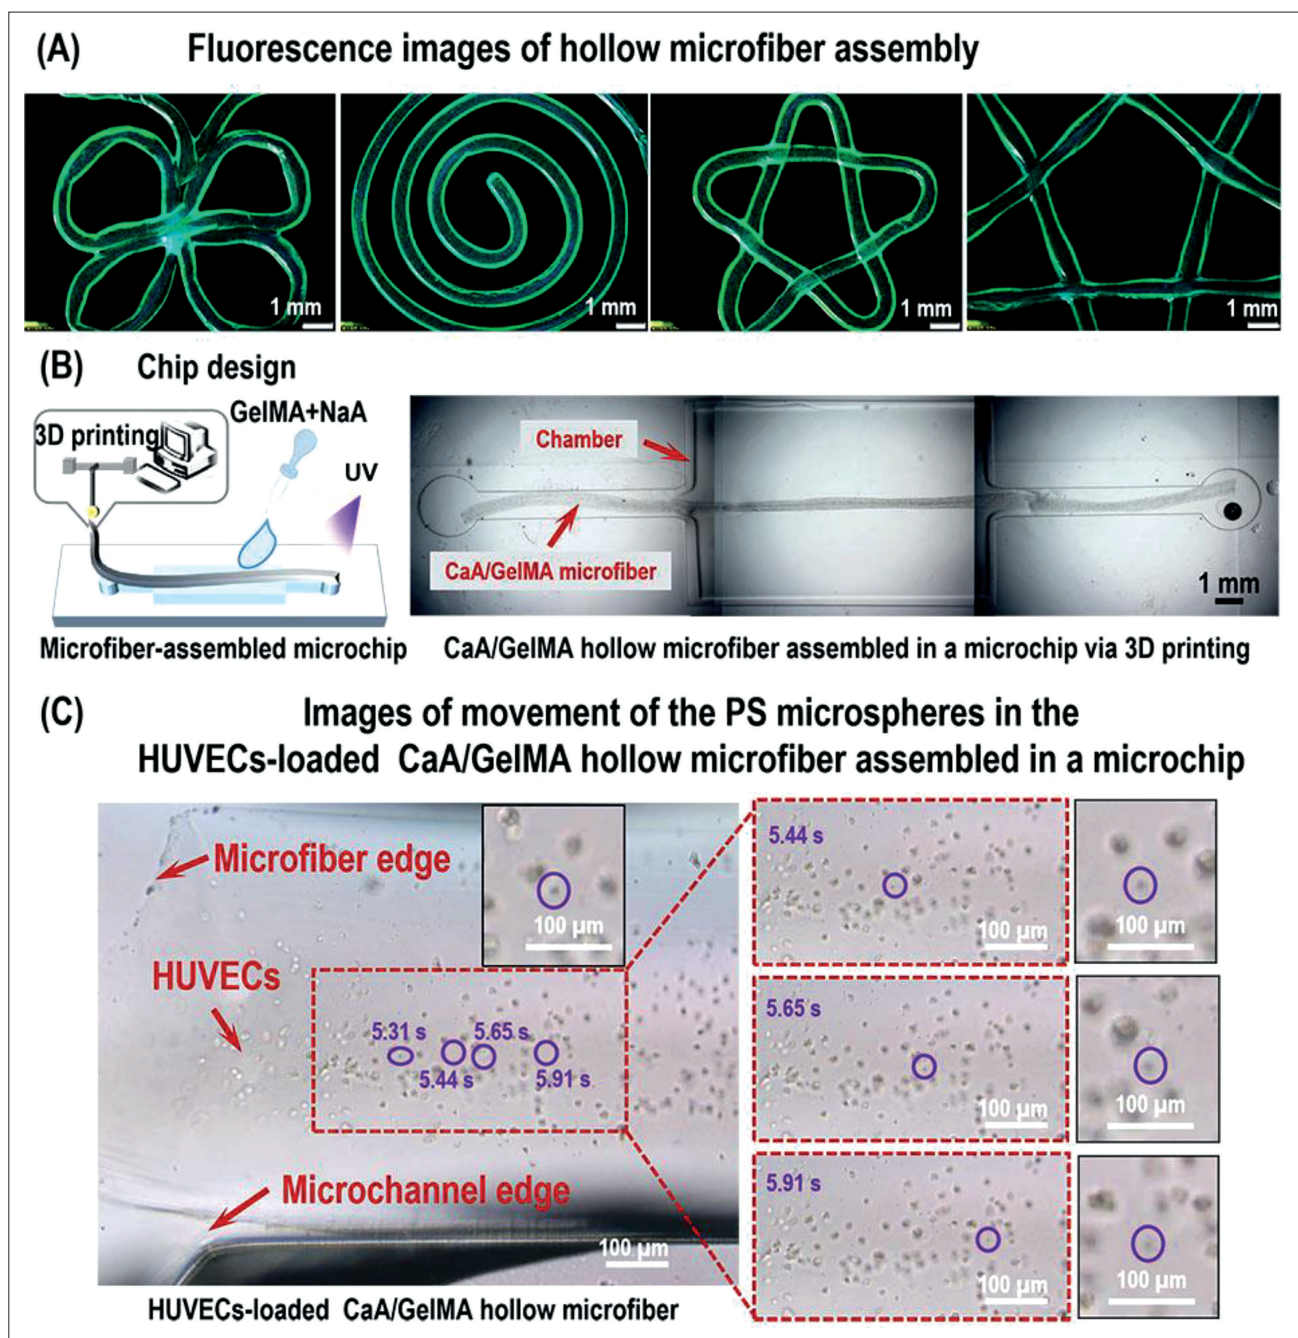 (A) Fluorescence images of hollow microfiber assembly
1 mm
1 mm
1 mm
1 mm
(B) Chip design
GelMA+NaA
3D printing
UV
Microfiber-assembled microchip
Chamber
CaA/GelMA microfiber
1 mm
CaA/GelMA hollow microfiber assembled in a microchip via 3D printing
(C) Images of movement of the PS microspheres in the
HUVECs-loaded CaA/GelMA hollow microfiber assembled in a microchip
Microfiber edge
100 µm
HUVECs
5.31 s
5.65 s
5.44 s
5.91 s
Microchannel edge
100 µm
HUVECs-loaded CaA/GelMA hollow microfiber
5.44 s
100 µm
100 µm
5.65 s
100 µm
100 µm
5.91 s
100 µm
100 µm